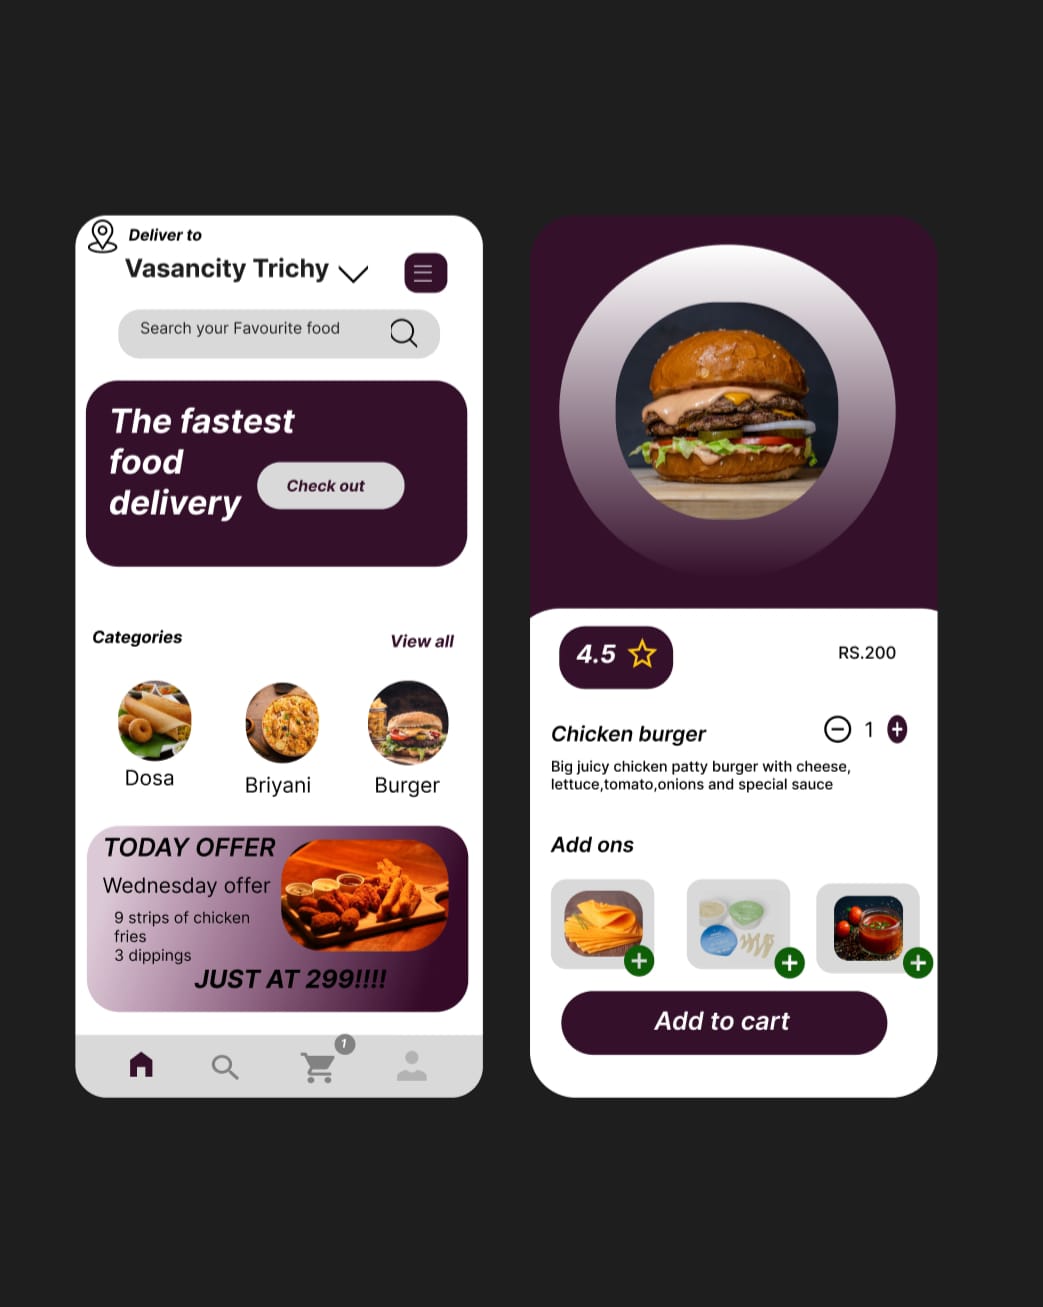 Deliver to
Vasancity Trichy
Search your Favourite food
The fastest
food
delivery
Check out
Categories
View all
Dosa
Briyani
Burger
TODAY OFFER
Wednesday offer
9 strips of chicken
fries
3 dippings
JUST AT 299!!!!
1
4.5
RS.200
Chicken burger
1
Big juicy chicken patty burger with cheese,
lettuce,tomato,onions and special sauce
Add ons
Add to cart